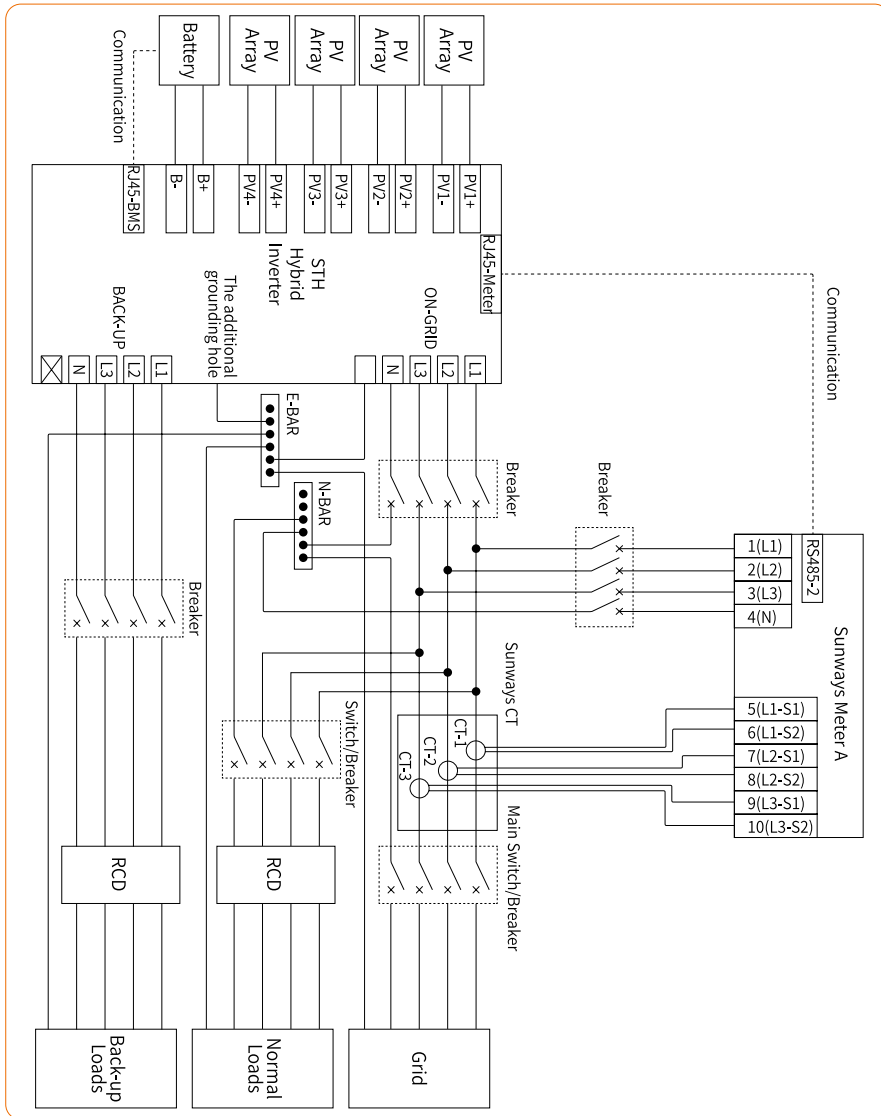 Communication
Battery
PV
Array
PV
Array
PV
Array
PV
Array
RJ45-BMS
B-
B+
PV4-
PV4+
PV3-
PV3+
PV2-
PV2+
PV1-
PV1+
RJ45-Meter
STH
Hybrid
Inverter
Communication
BACK-UP
The additional
grounding hole
ON-GRID
N
L3
L2
L1
N
L3
L2
L1
E-BAR
N-BAR
Breaker
Breaker
Breaker
RS485-2
1(L1)
2(L2)
3(L3)
4(N)
Sunways Meter A
5(L1-S1)
6(L1-S2)
7(L2-S1)
8(L2-S2)
9(L3-S1)
10(L3-S2)
Sunways CT
CT-1
CT-2
CT-3
Switch/Breaker
Main Switch/Breaker
RCD
RCD
Back-up
Loads
Normal
Loads
Grid